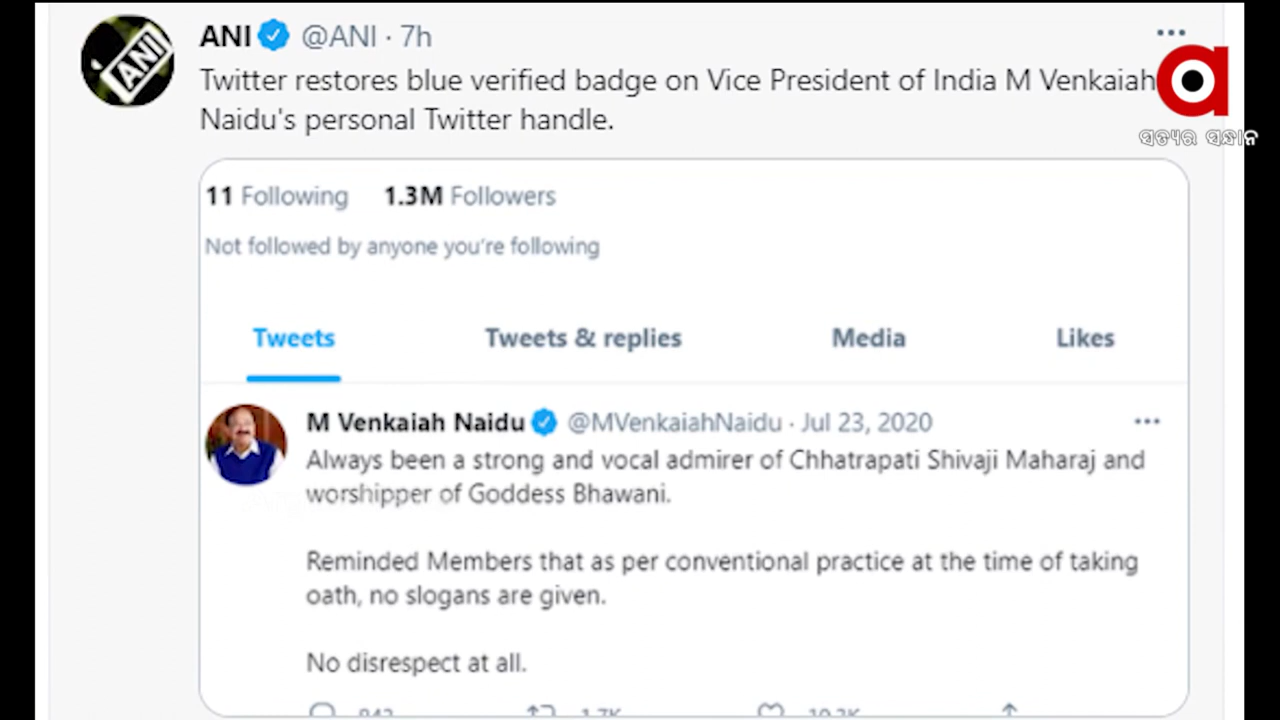 ANI @ANI · 7h
Twitter restores blue verified badge on Vice President of India M Venkaiah
Naidu's personal Twitter handle.
ସତ୍ୟର ସନ୍ଧାନ
ANI
11 Following 1.3M Followers
Not followed by anyone you're following
Tweets Tweets & replies Media Likes
M Venkaiah Naidu @MVenkaiahNaidu · Jul 23, 2020
Always been a strong and vocal admirer of Chhatrapati Shivaji Maharaj and
worshipper of Goddess Bhawani.
Reminded Members that as per conventional practice at the time of taking
oath, no slogans are given.
No disrespect at all.